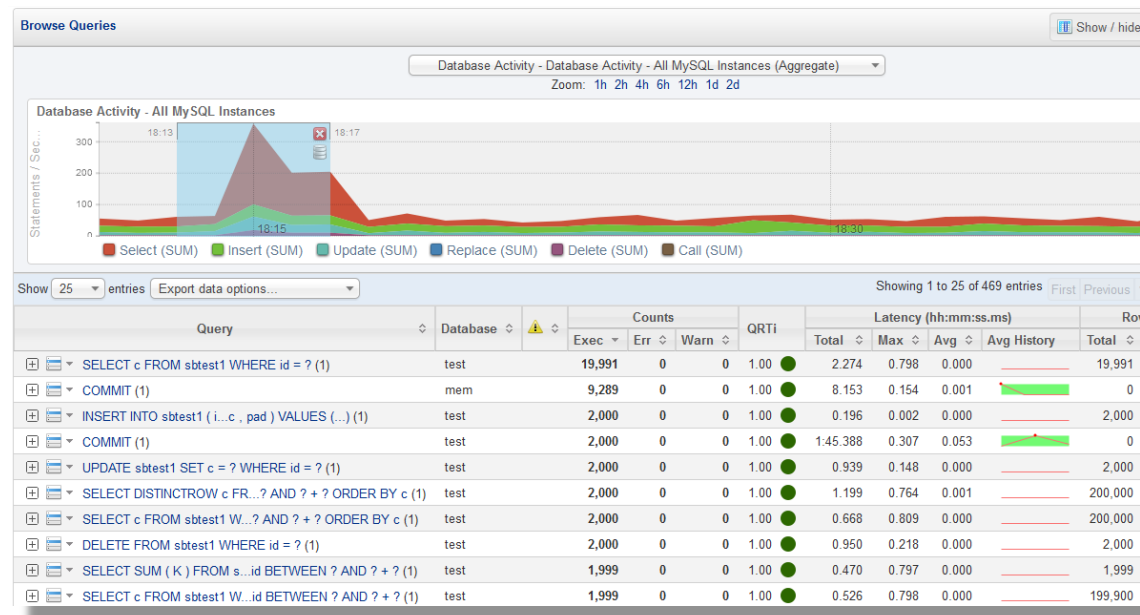 Browse Queries
Show / hide
Database Activity - Database Activity - All MySQL Instances (Aggregate)
Zoom: 1h 2h 4h 6h 12h 1d 2d
Database Activity - All MySQL Instances
Statements / Sec...
18:13
18:17
300
200
100
0
18:15
18:30
Select (SUM) Insert (SUM) Update (SUM) Replace (SUM) Delete (SUM) Call (SUM)
Show 25 entries Export data options... Showing 1 to 25 of 469 entries First Previous
Query Database Counts QRTi Latency (hh:mm:ss.ms) Ro
Exec Err Warn Total Max Avg Avg History Total
SELECT c FROM sbtest1 WHERE id = ? (1) test 19,991 0 0 1.00 2.274 0.798 0.000 19,991
COMMIT (1) mem 9,289 0 0 1.00 8.153 0.154 0.001 0
INSERT INTO sbtest1 ( i...c , pad ) VALUES (...) (1) test 2,000 0 0 1.00 0.196 0.002 0.000 2,000
COMMIT (1) test 2,000 0 0 1.00 1:45.388 0.307 0.053 0
UPDATE sbtest1 SET c = ? WHERE id = ? (1) test 2,000 0 0 1.00 0.939 0.148 0.000 2,000
SELECT DISTINCTROW c FR...? AND ? + ? ORDER BY c (1) test 2,000 0 0 1.00 1.199 0.764 0.001 200,000
SELECT c FROM sbtest1 W...? AND ? + ? ORDER BY c (1) test 2,000 0 0 1.00 0.668 0.809 0.000 200,000
DELETE FROM sbtest1 WHERE id = ? (1) test 2,000 0 0 1.00 0.950 0.218 0.000 2,000
SELECT SUM ( K ) FROM s...id BETWEEN ? AND ? + ? (1) test 1,999 0 0 1.00 0.470 0.797 0.000 1,999
SELECT c FROM sbtest1 W...id BETWEEN ? AND ? + ? (1) test 1,999 0 0 1.00 0.526 0.798 0.000 199,900